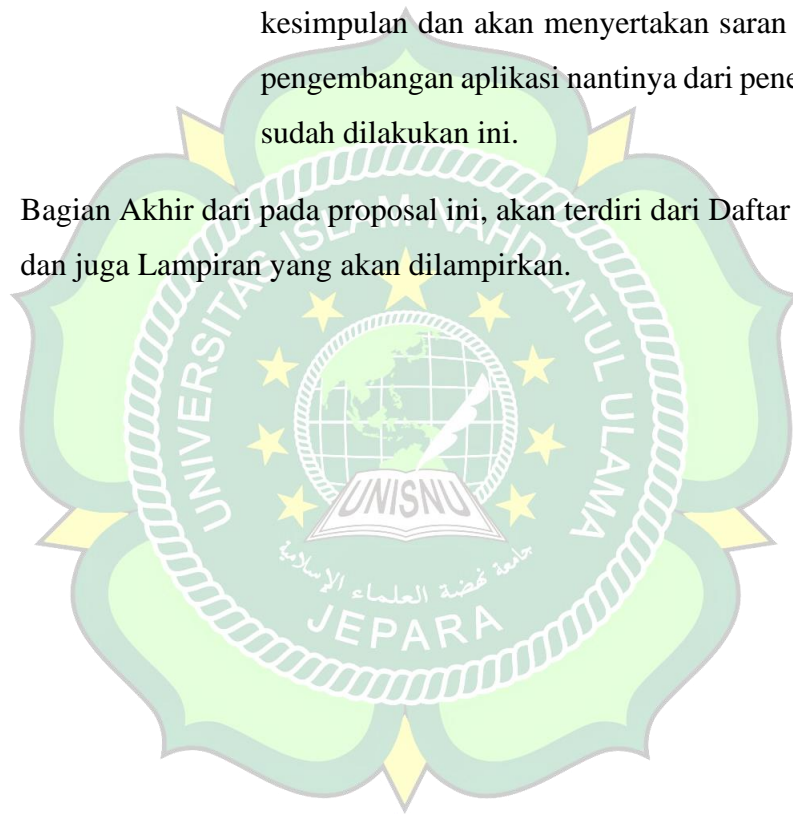 kesimpulan dan akan menyertakan saran
pengembangan aplikasi nantinya dari pene
sudah dilakukan ini.
Bagian Akhir dari pada proposal ini, akan terdiri dari Daftar
dan juga Lampiran yang akan dilampirkan.
UNIVERSITAS ISLAM NAHDLATUL ULAMA
UNISNU
جامعة نهضة العلماء الإسلامية
JEPARA